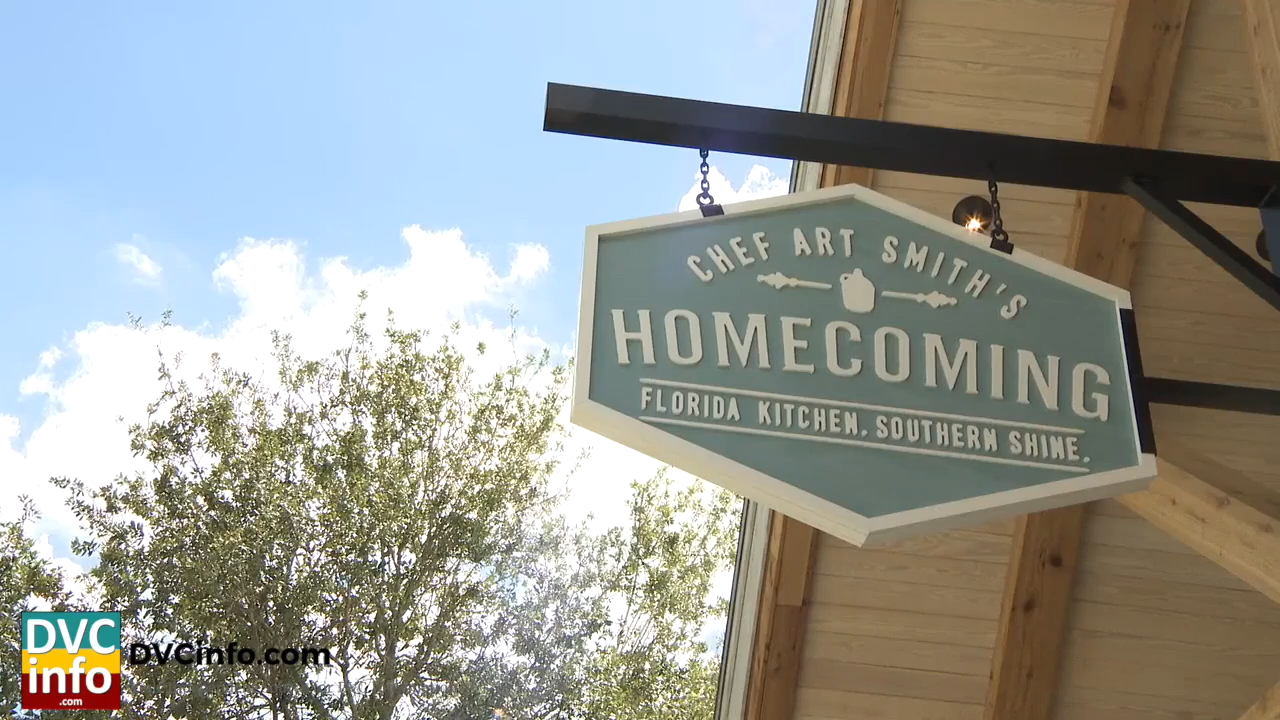 CHEF ART SMITH'S
HOMECOMING
FLORIDA KITCHEN. SOUTHERN SHINE.
DVC
info
.com
DVCinfo.com